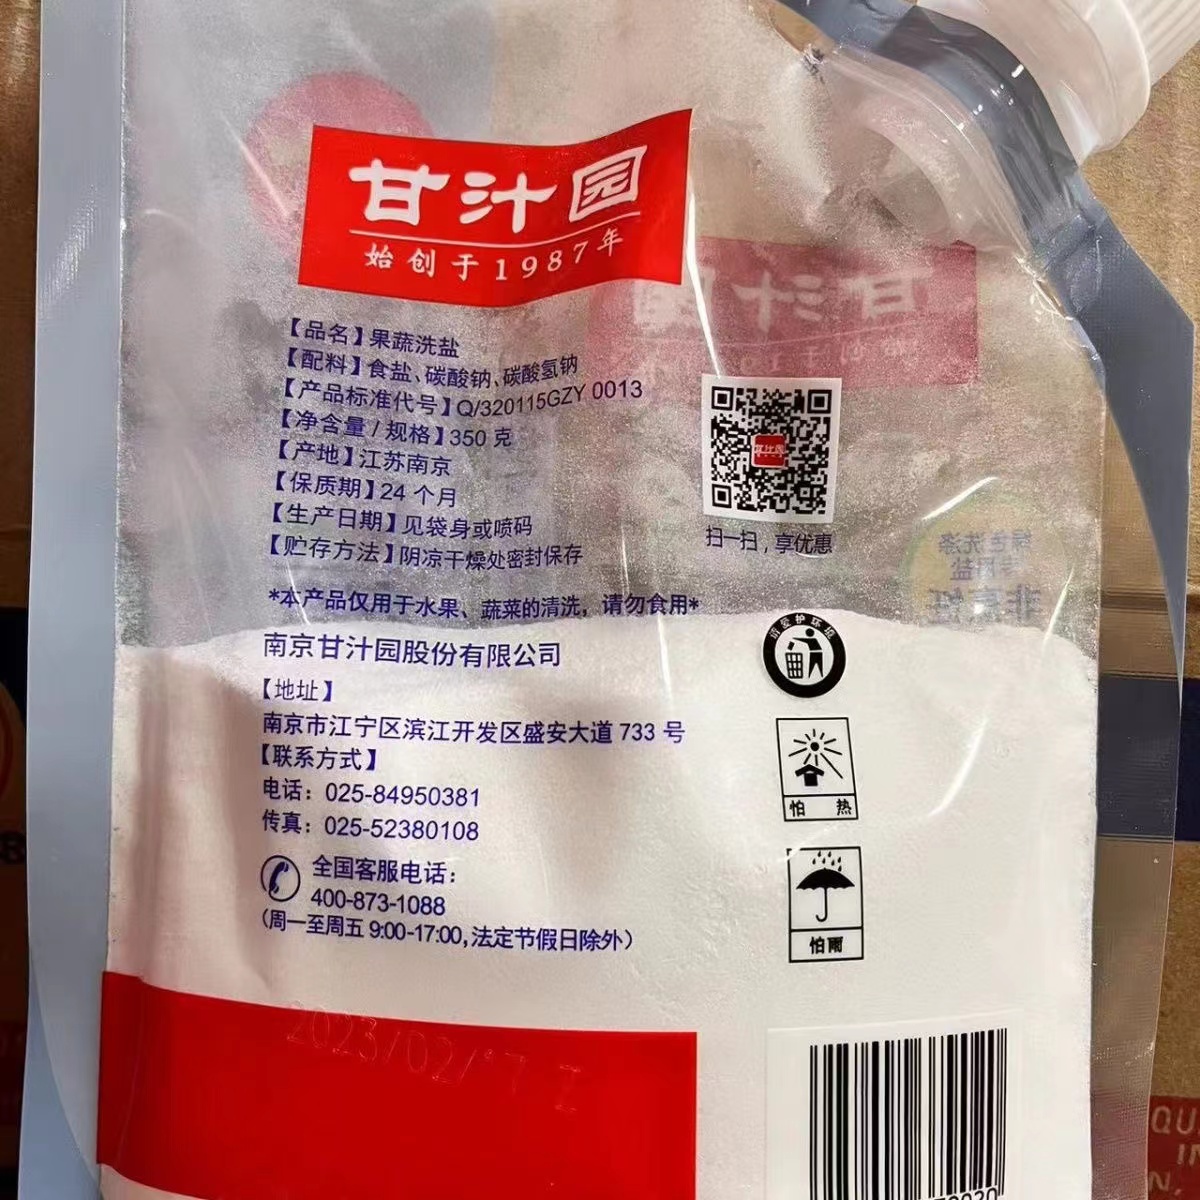 甘汁园
始创于1987年
【品名】果蔬洗盐
【配料】食盐、碳酸钠、碳酸氢钠
【产品标准代号】Q/320115GZY 0013
【净含量/规格】350 克
【产地】江苏南京
【保质期】24 个月
【生产日期】见袋身或喷码
【贮存方法】阴凉干燥处密封保存
扫一扫，享优惠
*本产品仅用于水果、蔬菜的清洗，请勿食用*
南京甘汁园股份有限公司
【地址】
南京市江宁区滨江开发区盛安大道 733 号
【联系方式】
电话：025-84950381
传真：025-52380108
全国客服电话：
400-873-1088
（周一至周五 9:00-17:00,法定节假日除外）
请爱护环境
怕 热
怕雨